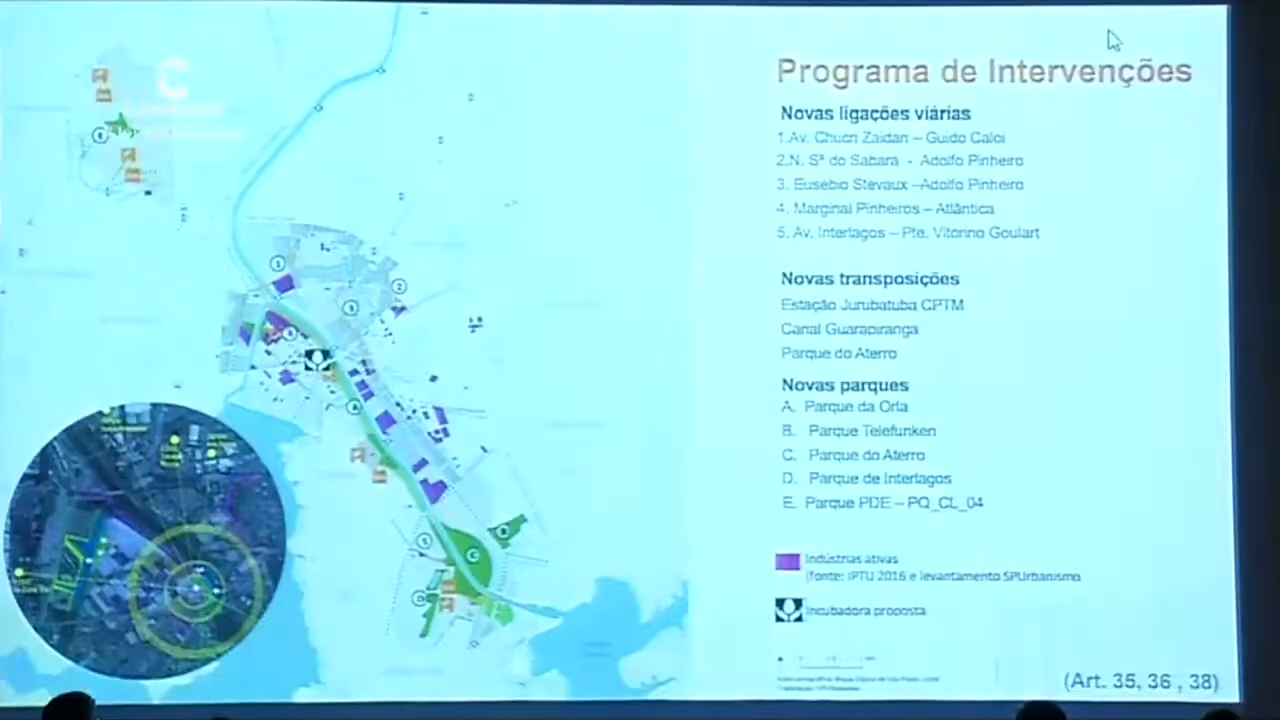 Programa de Intervenções
Novas ligações viárias
1.Av. Chucri Zaidan – Guido Caloi
2.N. Sª do Sabará - Adolfo Pinheiro
3. Eusébio Stevaux –Adolfo Pinheiro
4. Marginal Pinheiros – Atlântica
5. Av. Interlagos – Pte. Vitorino Goulart
Novas transposições
Estação Jurubatuba CPTM
Canal Guarapiranga
Parque do Aterro
Novas parques
A. Parque da Orla
B. Parque Telefunken
C. Parque do Aterro
D. Parque de Interlagos
E. Parque PDE – PQ_CL_04
Indústrias ativas
(fonte: IPTU 2016 e levantamento SPUrbanismo
Incubadora proposta
(Art. 35, 36 , 38)